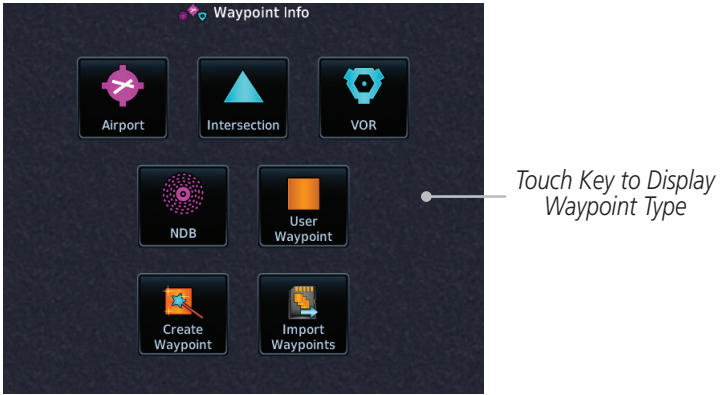 Waypoint Info
Airport
Intersection
VOR
Touch Key to Display
Waypoint Type
NDB
User
Waypoint
Create
Waypoint
Import
Waypoints